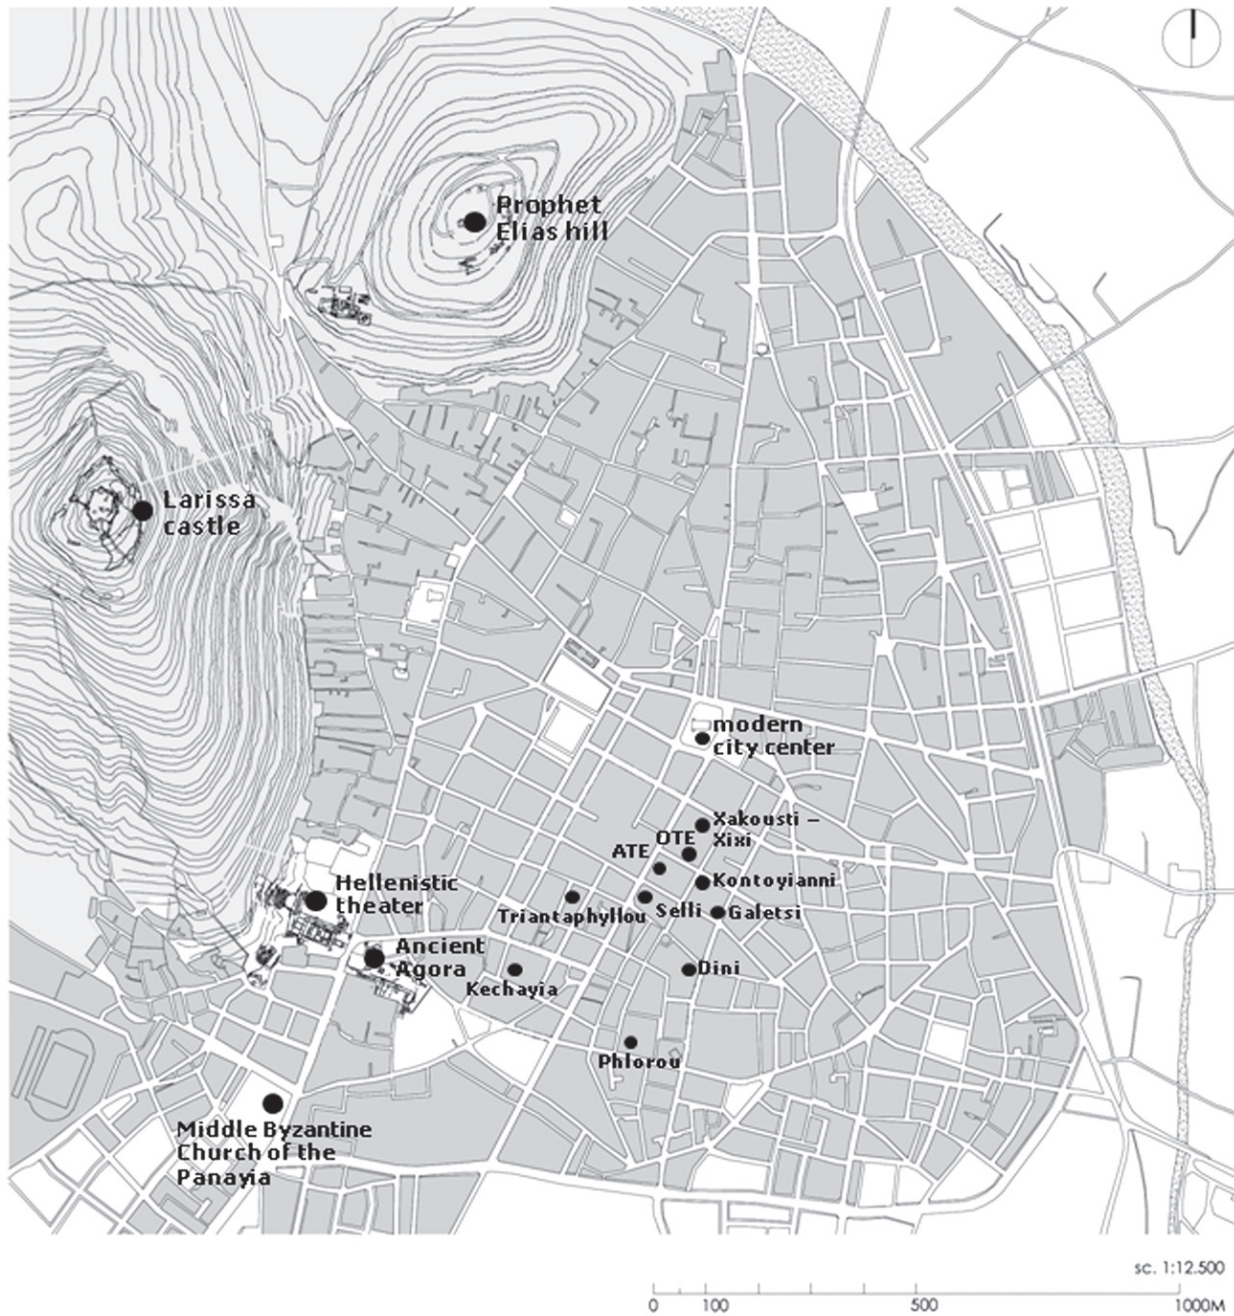 Prophet
Elias hill
Larissa
castle
modern
city center
Xakousti –
Xixi
OTE
ATE
Kontoyianni
Hellenistic
theater
Triantaphyllou
Selli
Galetsi
Ancient
Agora
Kechayia
Dini
Phlorou
Middle Byzantine
Church of the
Panayia
sc. 1:12.500
0 100 500 1000M